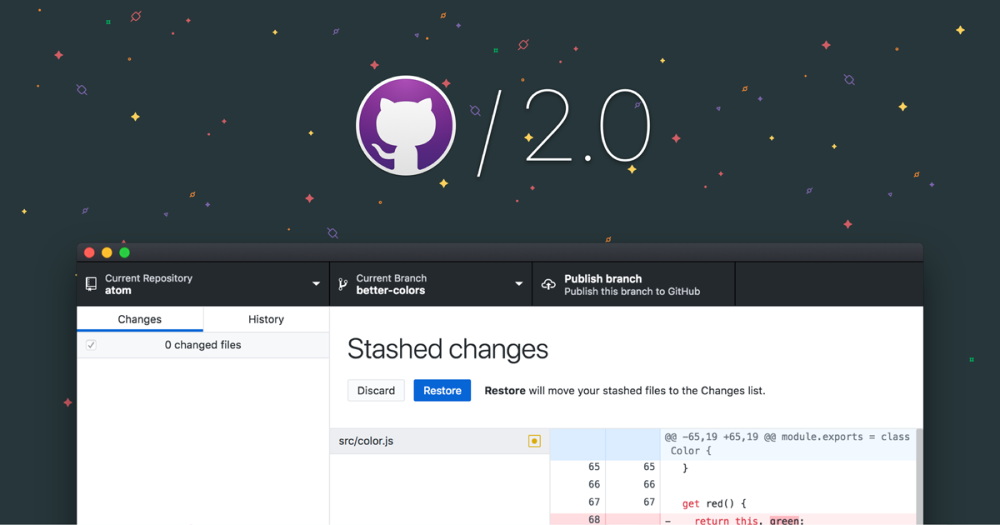 / 2.0
Current Repository
atom
Current Branch
better-colors
Publish branch
Publish this branch to GitHub
Changes
History
0 changed files
Stashed changes
Discard
Restore
Restore will move your stashed files to the Changes list.
src/color.js
@@ -65,19 +65,19 @@ module.exports = class
Color {
65 65 }
66 66
67 67 get red() {
68 - return this._green;